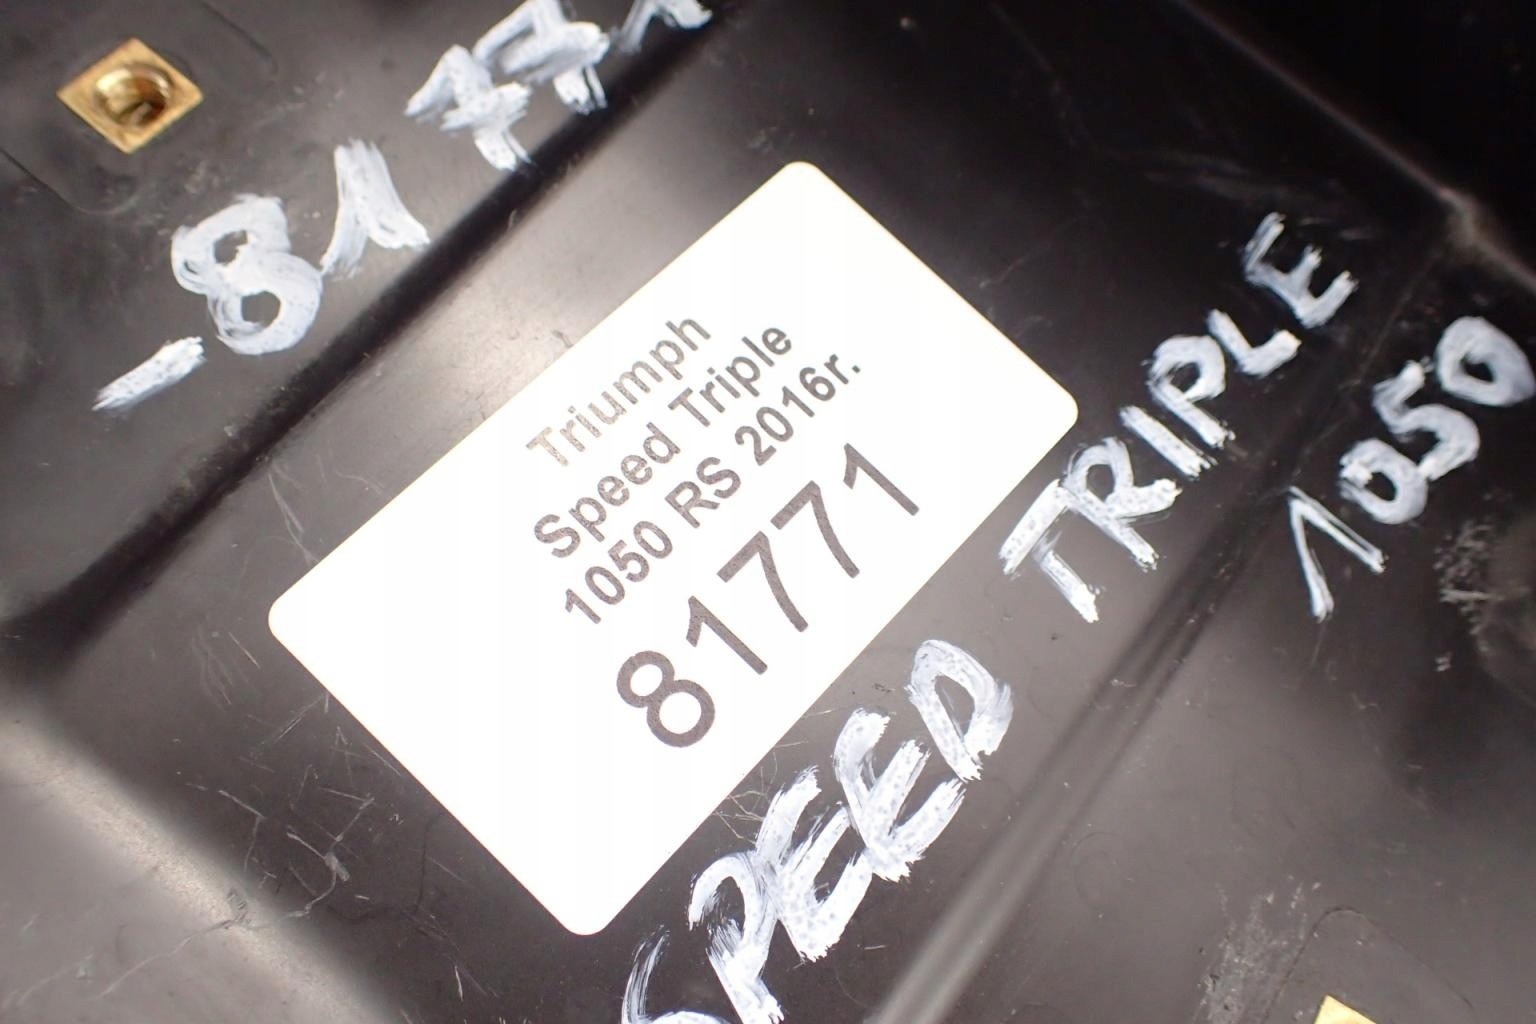 -81771
Triumph
Speed Triple
1050 RS 2016r.
81771
SPEED TRIPLE
1050